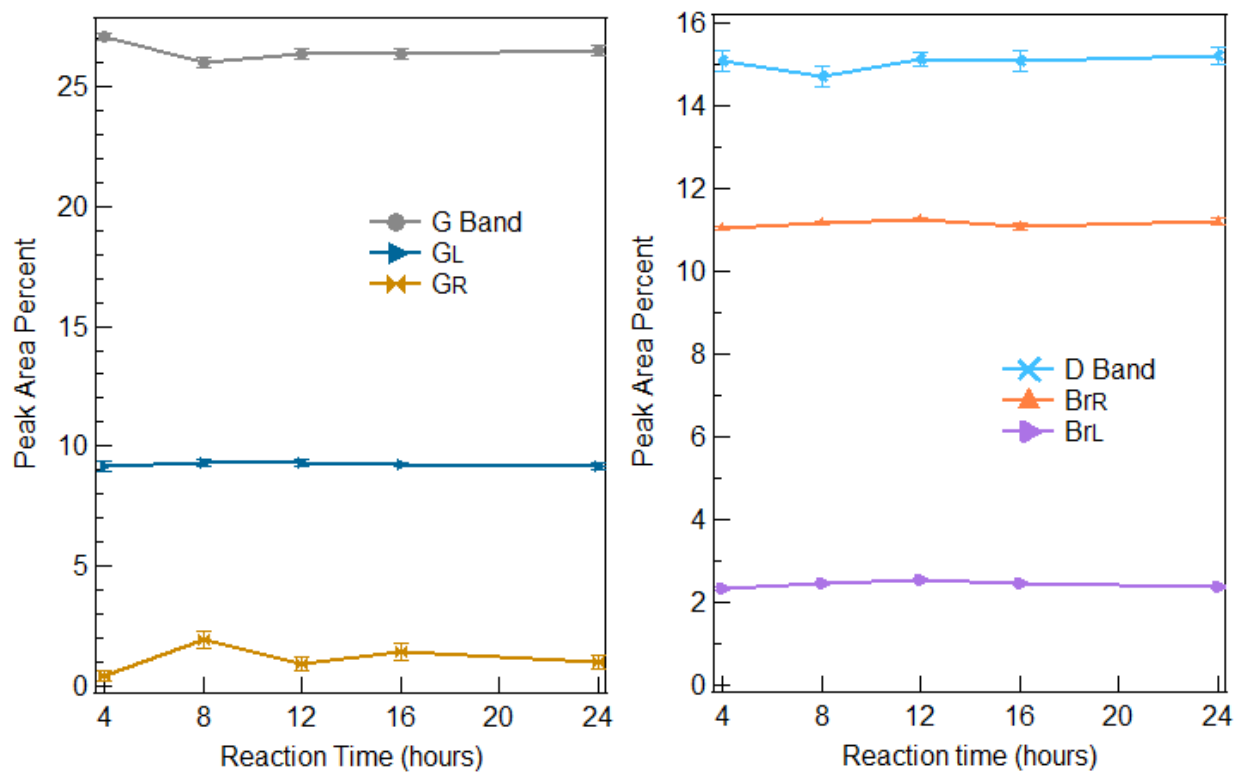 Peak Area Percent
25
20
15
10
5
0
G Band
GL
GR
4 8 12 16 20 24
Reaction Time (hours)
Peak Area Percent
16
14
12
10
8
6
4
2
0
D Band
BrR
BrL
4 8 12 16 20 24
Reaction time (hours)